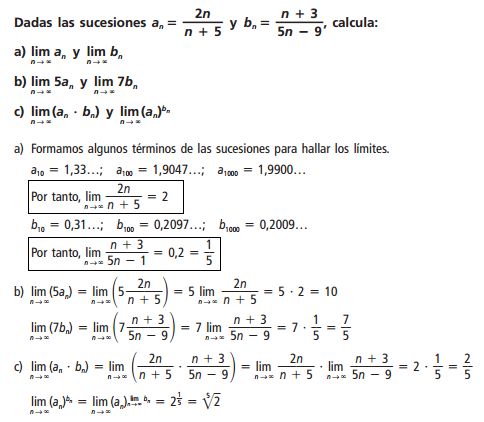 Dadas las sucesiones aₙ = 2n / n + 5 y bₙ = n + 3 / 5n − 9, calcula:
a) lim n→∞ aₙ y lim n→∞ bₙ
b) lim n→∞ 5aₙ y lim n→∞ 7bₙ
c) lim n→∞ (aₙ · bₙ) y lim n→∞ (aₙ)^bₙ
a) Formamos algunos términos de las sucesiones para hallar los límites.
a₁₀ = 1,33...; a₁₀₀ = 1,9047...; a₁₀₀₀ = 1,9900...
Por tanto, lim n→∞ 2n / n + 5 = 2
b₁₀ = 0,31...; b₁₀₀ = 0,2097...; b₁₀₀₀ = 0,2009...
Por tanto, lim n→∞ n + 3 / 5n − 1 = 0,2 = 1/5
b) lim n→∞ (5aₙ) = lim n→∞ (5· 2n / n + 5) = 5 lim n→∞ 2n / n + 5 = 5 · 2 = 10
lim n→∞ (7bₙ) = lim n→∞ (7· n + 3 / 5n − 9) = 7 lim n→∞ n + 3 / 5n − 9 = 7 · 1/5 = 7/5
c) lim n→∞ (aₙ · bₙ) = lim n→∞ (2n / n + 5 · n + 3 / 5n − 9) = lim n→∞ 2n / n + 5 · lim n→∞ n + 3 / 5n − 9 = 2 · 1/5 = 2/5
lim n→∞ (aₙ)^bₙ = lim n→∞ (aₙ)^lim n→∞ bₙ = 2^1/5 = ⁵√2